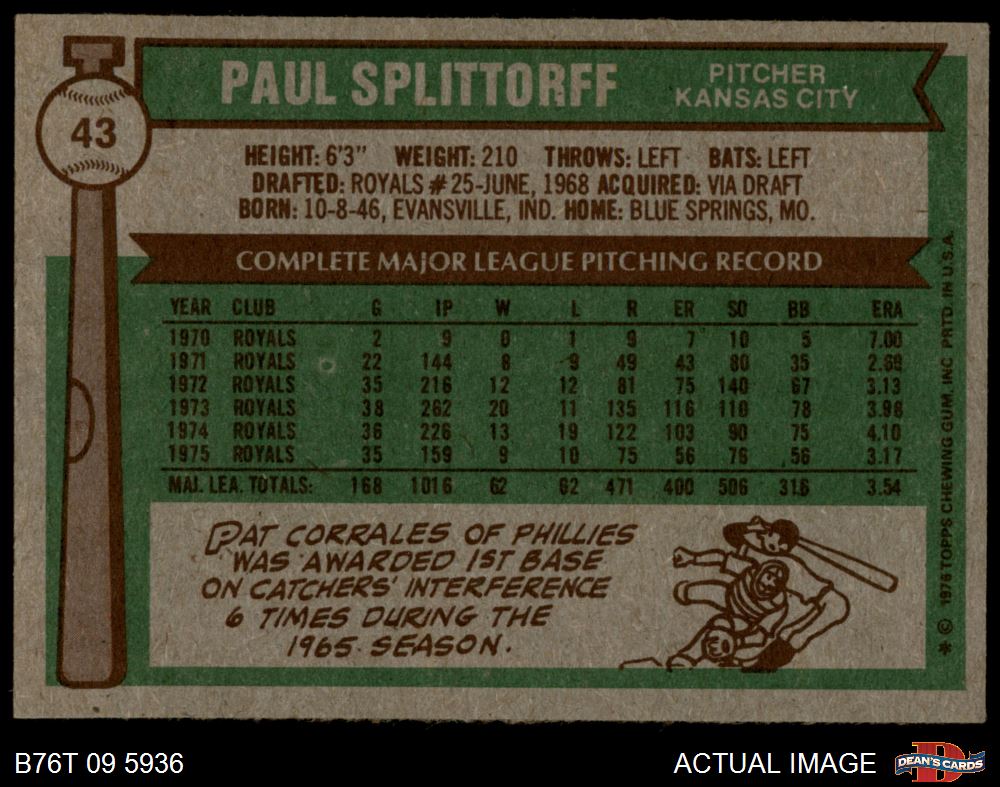 43
PAUL SPLITTORFF
PITCHER
KANSAS CITY
HEIGHT: 6'3" WEIGHT: 210 THROWS: LEFT BATS: LEFT
DRAFTED: ROYALS #25-JUNE, 1968 ACQUIRED: VIA DRAFT
BORN: 10-8-46, EVANSVILLE, IND. HOME: BLUE SPRINGS, MO.
COMPLETE MAJOR LEAGUE PITCHING RECORD
YEAR CLUB G IP W L R ER SO BB ERA
1970 ROYALS 2 9 0 1 9 7 10 5 7.00
1971 ROYALS 22 144 8 9 49 43 80 35 2.69
1972 ROYALS 35 216 12 12 81 75 140 67 3.13
1973 ROYALS 38 262 20 11 135 116 110 78 3.98
1974 ROYALS 36 226 13 19 122 103 90 75 4.10
1975 ROYALS 35 159 9 10 75 56 76 56 3.17
MAJ. LEA. TOTALS: 168 1016 62 62 471 400 506 316 3.54
PAT CORRALES OF PHILLIES
WAS AWARDED 1ST BASE
ON CATCHERS' INTERFERENCE
6 TIMES DURING THE
1965 SEASON.
* © 1976 TOPPS CHEWING GUM, INC. PRTD. IN U.S.A.
B76T 09 5936
ACTUAL IMAGE
D
DEAN'S CARDS